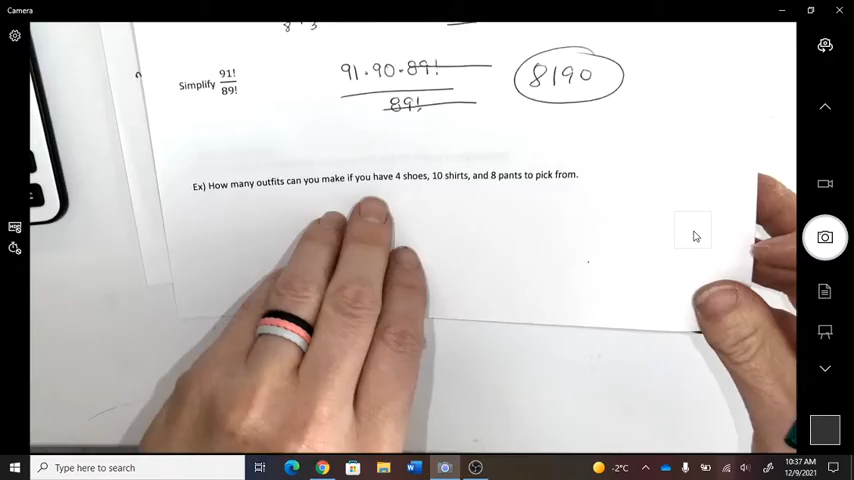 Camera
Simplify 91!/89!
91·90·89!
89!
8190
Ex) How many outfits can you make if you have 4 shoes, 10 shirts, and 8 pants to pick from.
Type here to search
-2°C
10:37 AM
12/9/2021